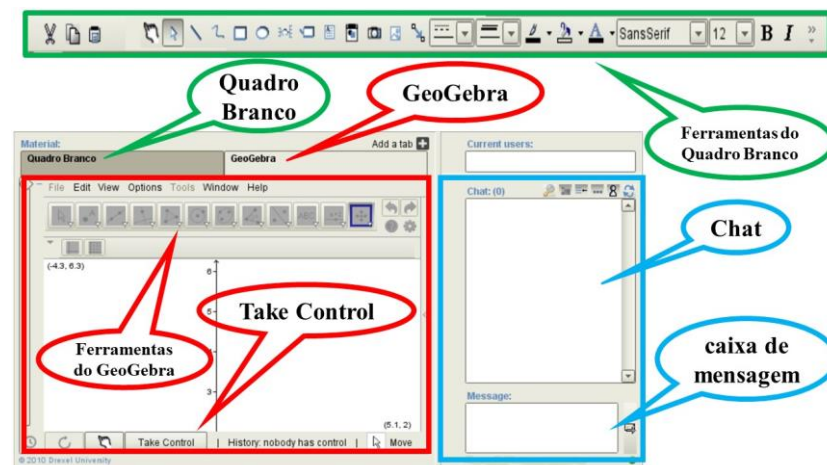 SansSerif 12 B I »
Quadro
Branco
GeoGebra
Ferramentas do
Quadro Branco
Material:
Add a tab
Quadro Branco
GeoGebra
Current users:
File Edit View Options Tools Window Help
Chat: (0)
ABC
(-4.3, 6.3)
6
5
3
Chat
Take Control
Ferramentas
do GeoGebra
caixa de
mensagem
Message:
(5.1, 2)
Take Control | History: nobody has control | Move
© 2010 Drexel University